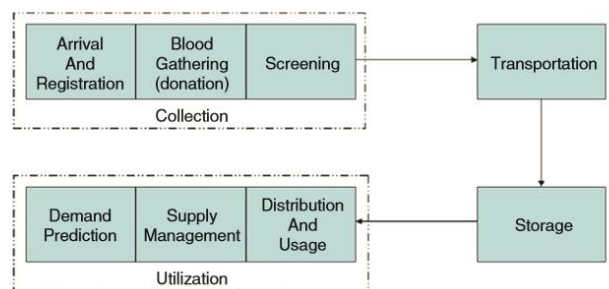 Arrival
And
Registration
Blood
Gathering
(donation)
Screening
Collection
Transportation
Demand
Prediction
Supply
Management
Distribution
And
Usage
Utilization
Storage